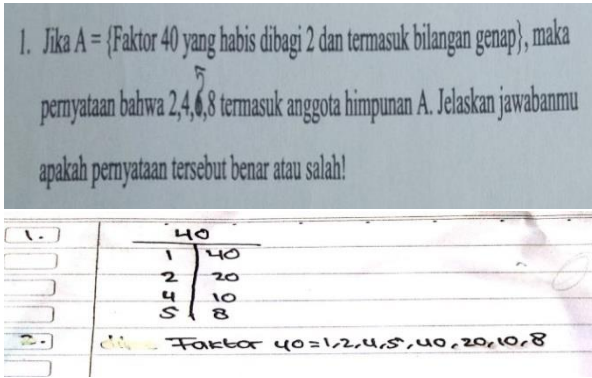 1. Jika A = {Faktor 40 yang habis dibagi 2 dan termasuk bilangan genap}, maka
5
pernyataan bahwa 2,4,6,8 termasuk anggota himpunan A. Jelaskan jawabanmu
apakah pernyataan tersebut benar atau salah!
1. 40
1 40
2 20
4 10
5 8
2. Faktor 40 = 1, 2, 4, 5, 40, 20, 10, 8